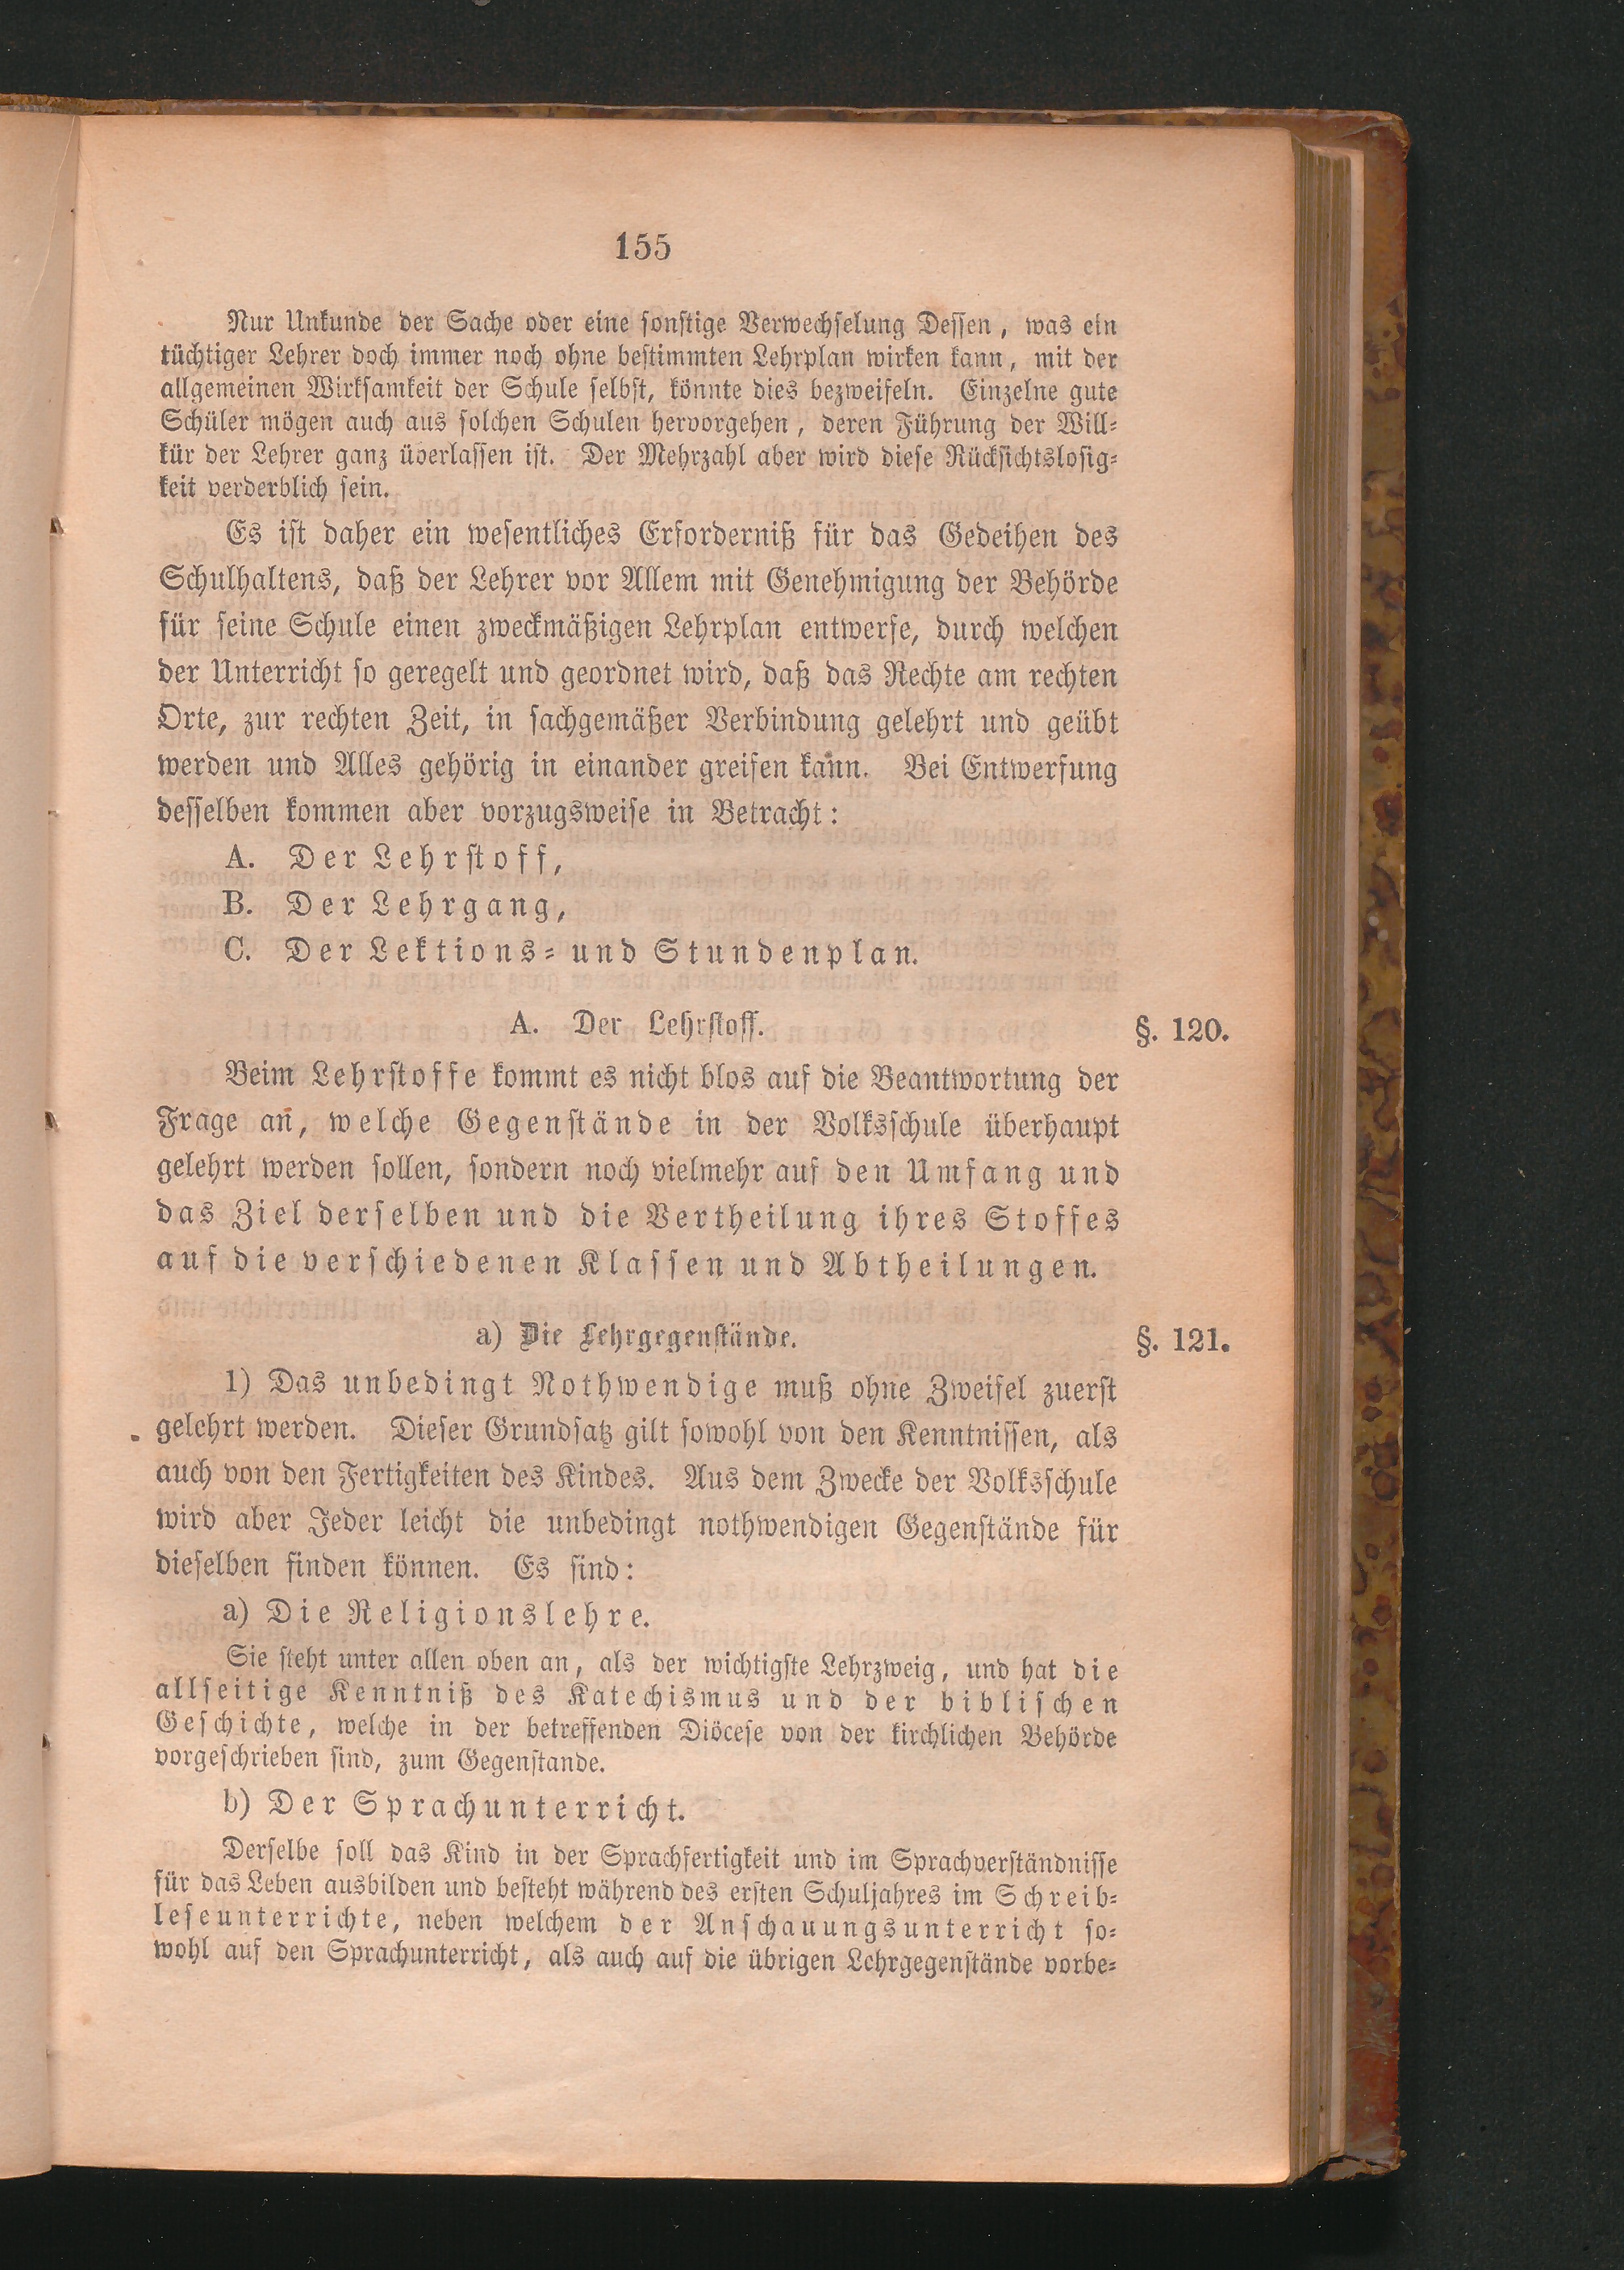 155
Nur Unkunde der Sache oder eine sonstige Verwechselung Dessen, was ein
tüchtiger Lehrer doch immer noch ohne bestimmten Lehrplan wirken kann, mit der
allgemeinen Wirksamkeit der Schule selbst, könnte dies bezweifeln. Einzelne gute
Schüler mögen auch aus solchen Schulen hervorgehen, deren Führung der Will-
kür der Lehrer ganz überlassen ist. Der Mehrzahl aber wird diese Rücksichtslosig-
keit verderblich sein.
Es ist daher ein wesentliches Erforderniß für das Gedeihen des
Schulhaltens, daß der Lehrer vor Allem mit Genehmigung der Behörde
für seine Schule einen zweckmäßigen Lehrplan entwerfe, durch welchen
der Unterricht so geregelt und geordnet wird, daß das Rechte am rechten
Orte, zur rechten Zeit, in sachgemäßer Verbindung gelehrt und geübt
werden und Alles gehörig in einander greifen kann. Bei Entwerfung
desselben kommen aber vorzugsweise in Betracht:
A. Der Lehrstoff,
B. Der Lehrgang,
C. Der Lektions- und Stundenplan.
A. Der Lehrstoff. §. 120.
Beim Lehrstoffe kommt es nicht blos auf die Beantwortung der
Frage an, welche Gegenstände in der Volksschule überhaupt
gelehrt werden sollen, sondern noch vielmehr auf den Umfang und
das Ziel derselben und die Vertheilung ihres Stoffes
auf die verschiedenen Klassen und Abtheilungen.
a) Die Lehrgegenstände. §. 121.
1) Das unbedingt Nothwendige muß ohne Zweifel zuerst
gelehrt werden. Dieser Grundsatz gilt sowohl von den Kenntnissen, als
auch von den Fertigkeiten des Kindes. Aus dem Zwecke der Volksschule
wird aber Jeder leicht die unbedingt nothwendigen Gegenstände für
dieselben finden können. Es sind:
a) Die Religionslehre.
Sie steht unter allen oben an, als der wichtigste Lehrzweig, und hat die
allseitige Kenntniß des Katechismus und der biblischen
Geschichte, welche in der betreffenden Diöcese von der kirchlichen Behörde
vorgeschrieben sind, zum Gegenstande.
b) Der Sprachunterricht.
Derselbe soll das Kind in der Sprachfertigkeit und im Sprachverständnisse
für das Leben ausbilden und besteht während des ersten Schuljahres im Schreib-
leseunterrichte, neben welchem der Anschauungsunterricht so-
wohl auf den Sprachunterricht, als auch auf die übrigen Lehrgegenstände vorbe-